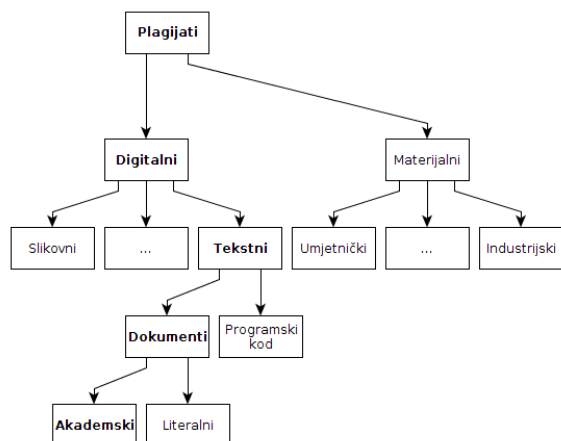 Plagijati
Digitalni
Materijalni
Slikovni
...
Tekstni
Umjetnički
...
Industrijski
Dokumenti
Programski
kod
Akademski
Literalni